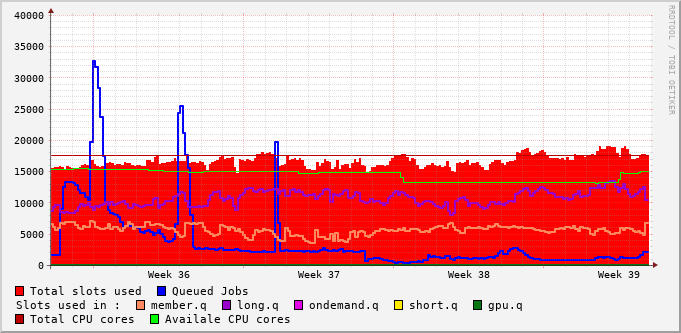 RRDTOOL / TOBI OETIKER
40000
35000
30000
25000
20000
15000
10000
5000
0
Week 36 Week 37 Week 38 Week 39
Total slots used Queued Jobs
Slots used in : member.q long.q ondemand.q short.q gpu.q
Total CPU cores Availale CPU cores